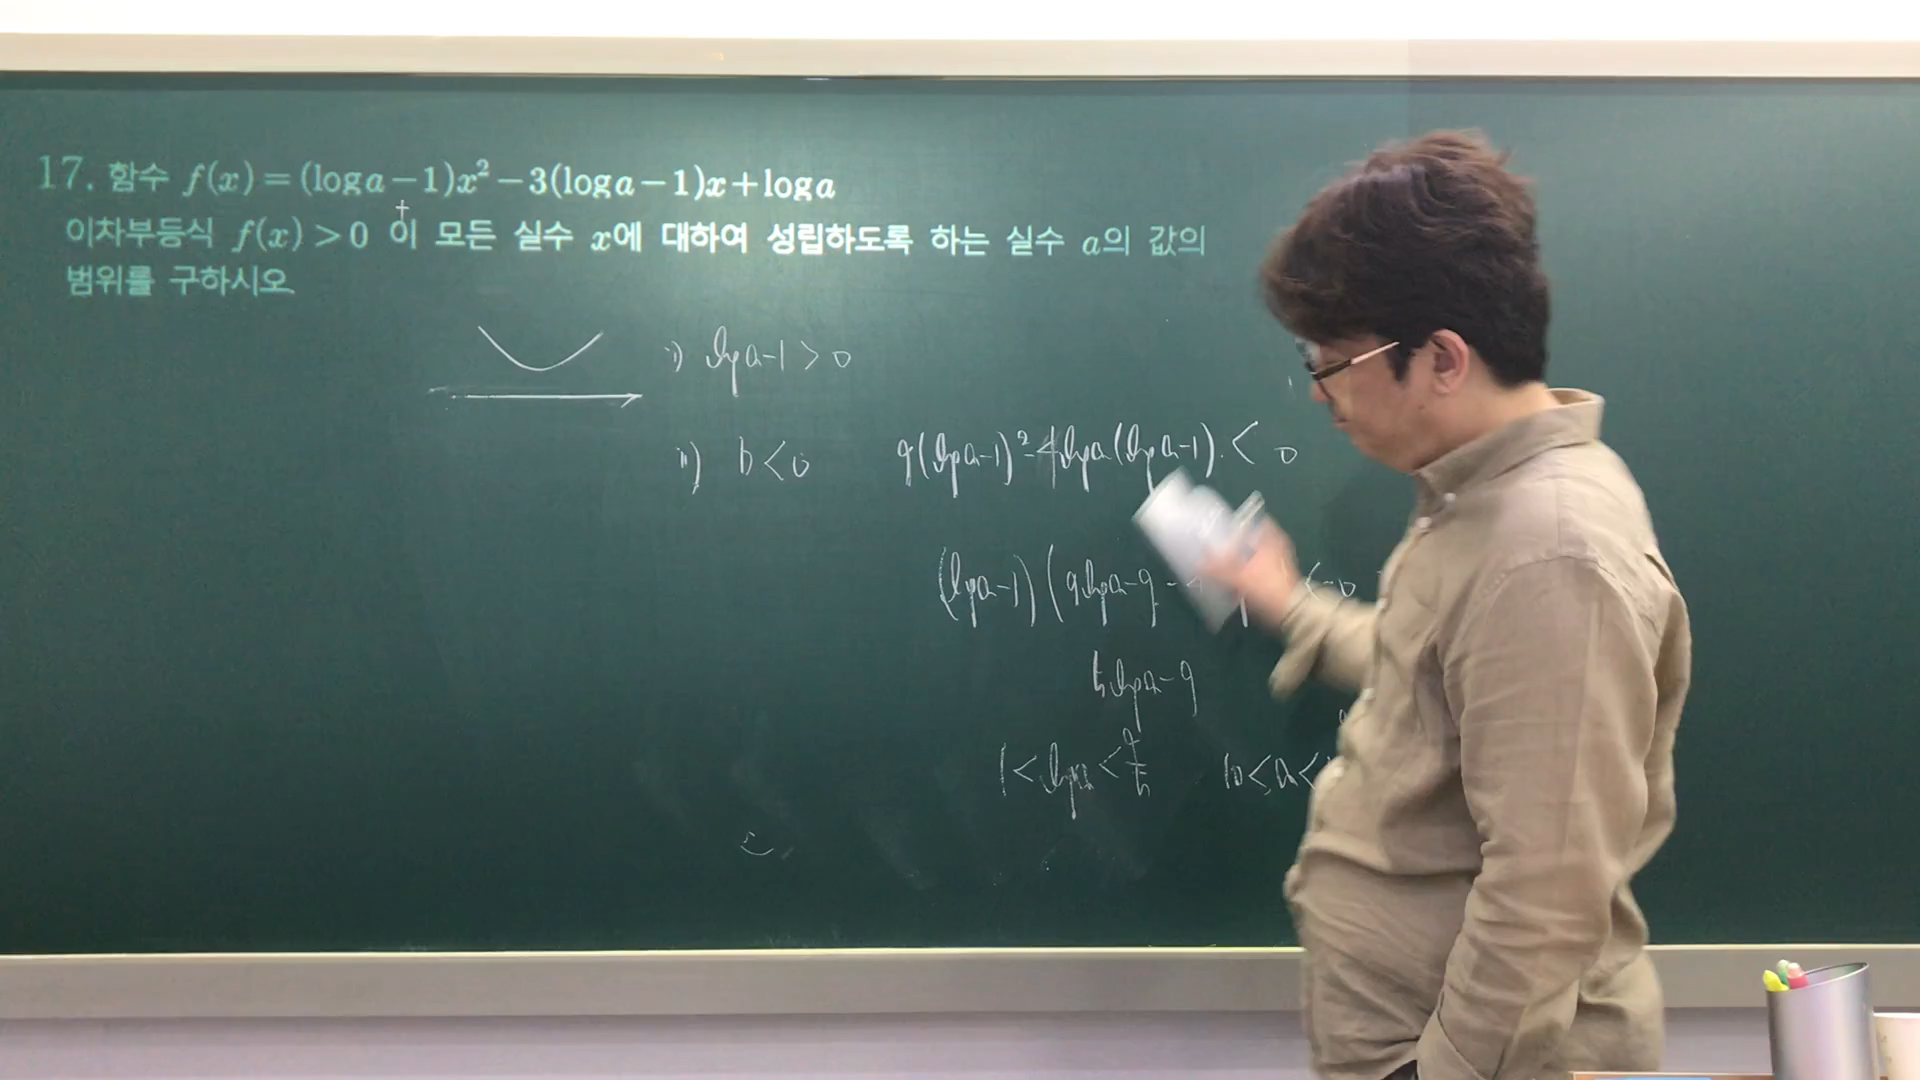 17. 함수 f(x)=(log a-1)x²-3(log a-1)x+log a
이차부등식 f(x)>0 이 모든 실수 x에 대하여 성립하도록 하는 실수 a의 값의
범위를 구하시오.
i) log a-1>0
ii) D<0 9(log a-1)²-4log a(log a-1)<0
(log a-1)(9log a-9-4 <0
5log a-9
1<log a<9/5 10<a<